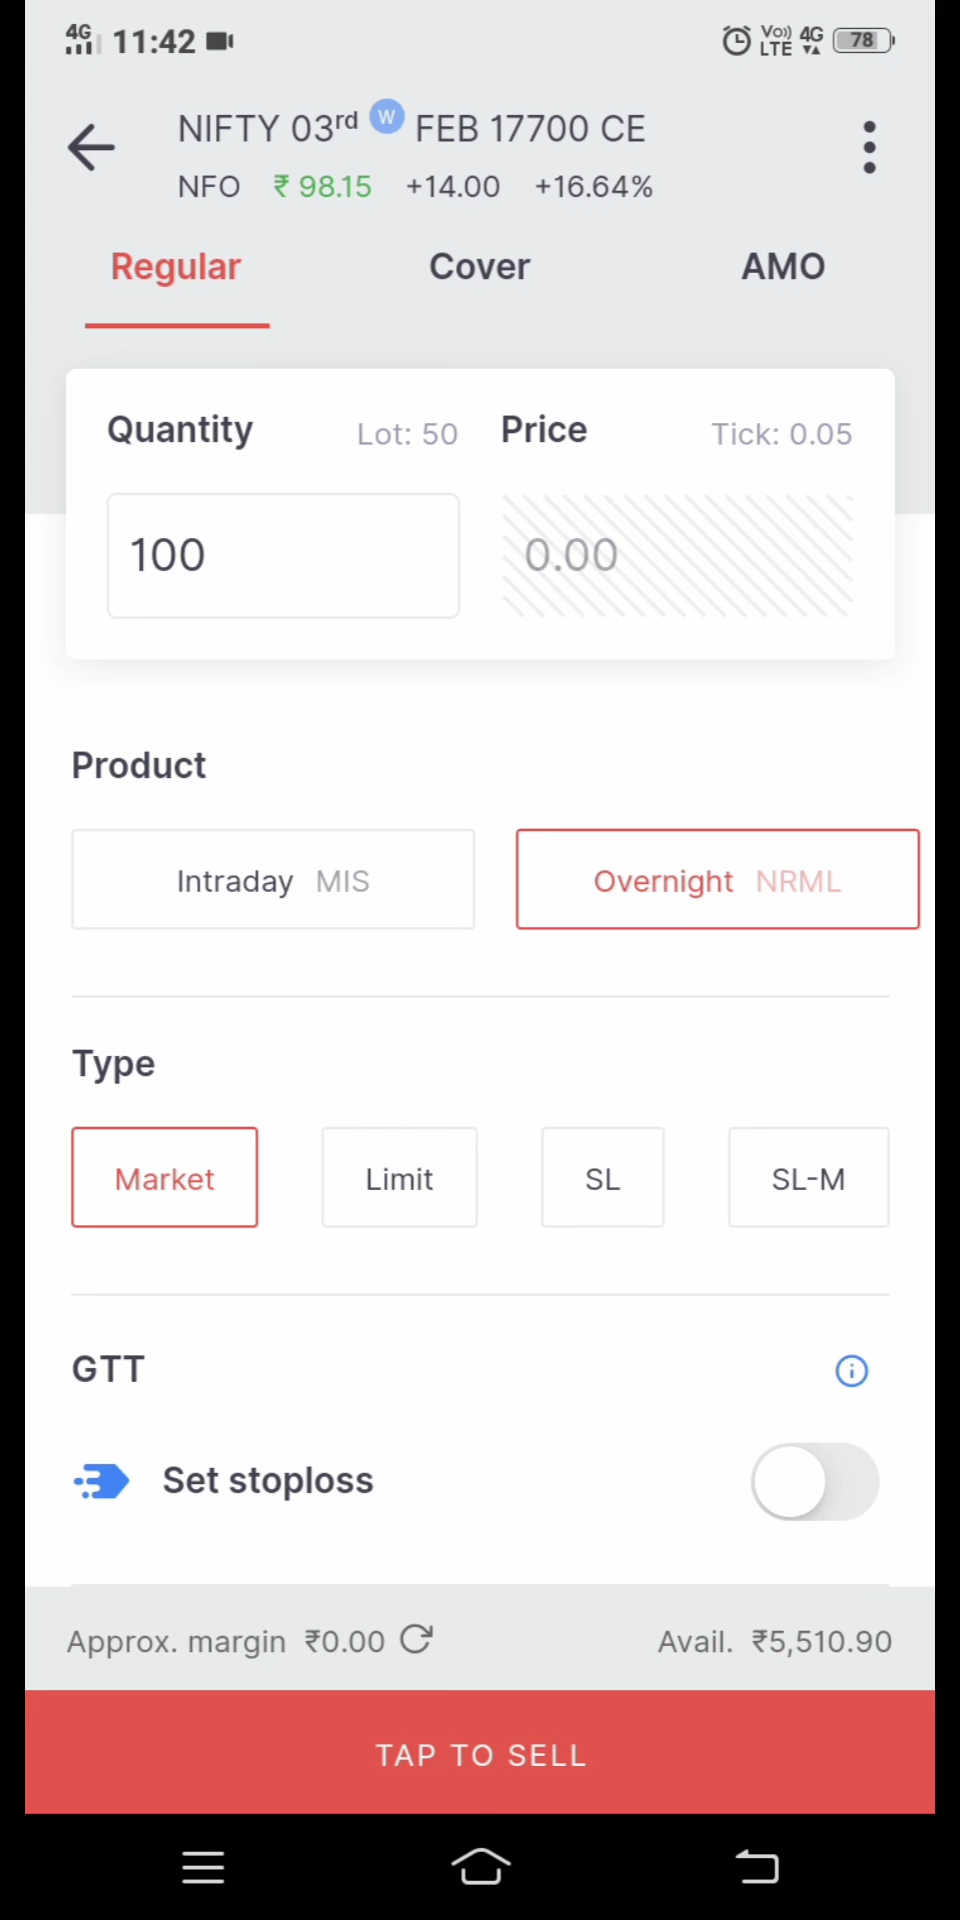 4G 11:42 Vo)) LTE 4G 78
NIFTY 03rd W FEB 17700 CE
NFO ₹ 98.15 +14.00 +16.64%
Regular Cover AMO
Quantity Lot: 50 Price Tick: 0.05
100 0.00
Product
Intraday MIS Overnight NRML
Type
Market Limit SL SL-M
GTT
Set stoploss
Approx. margin ₹0.00 Avail. ₹5,510.90
TAP TO SELL